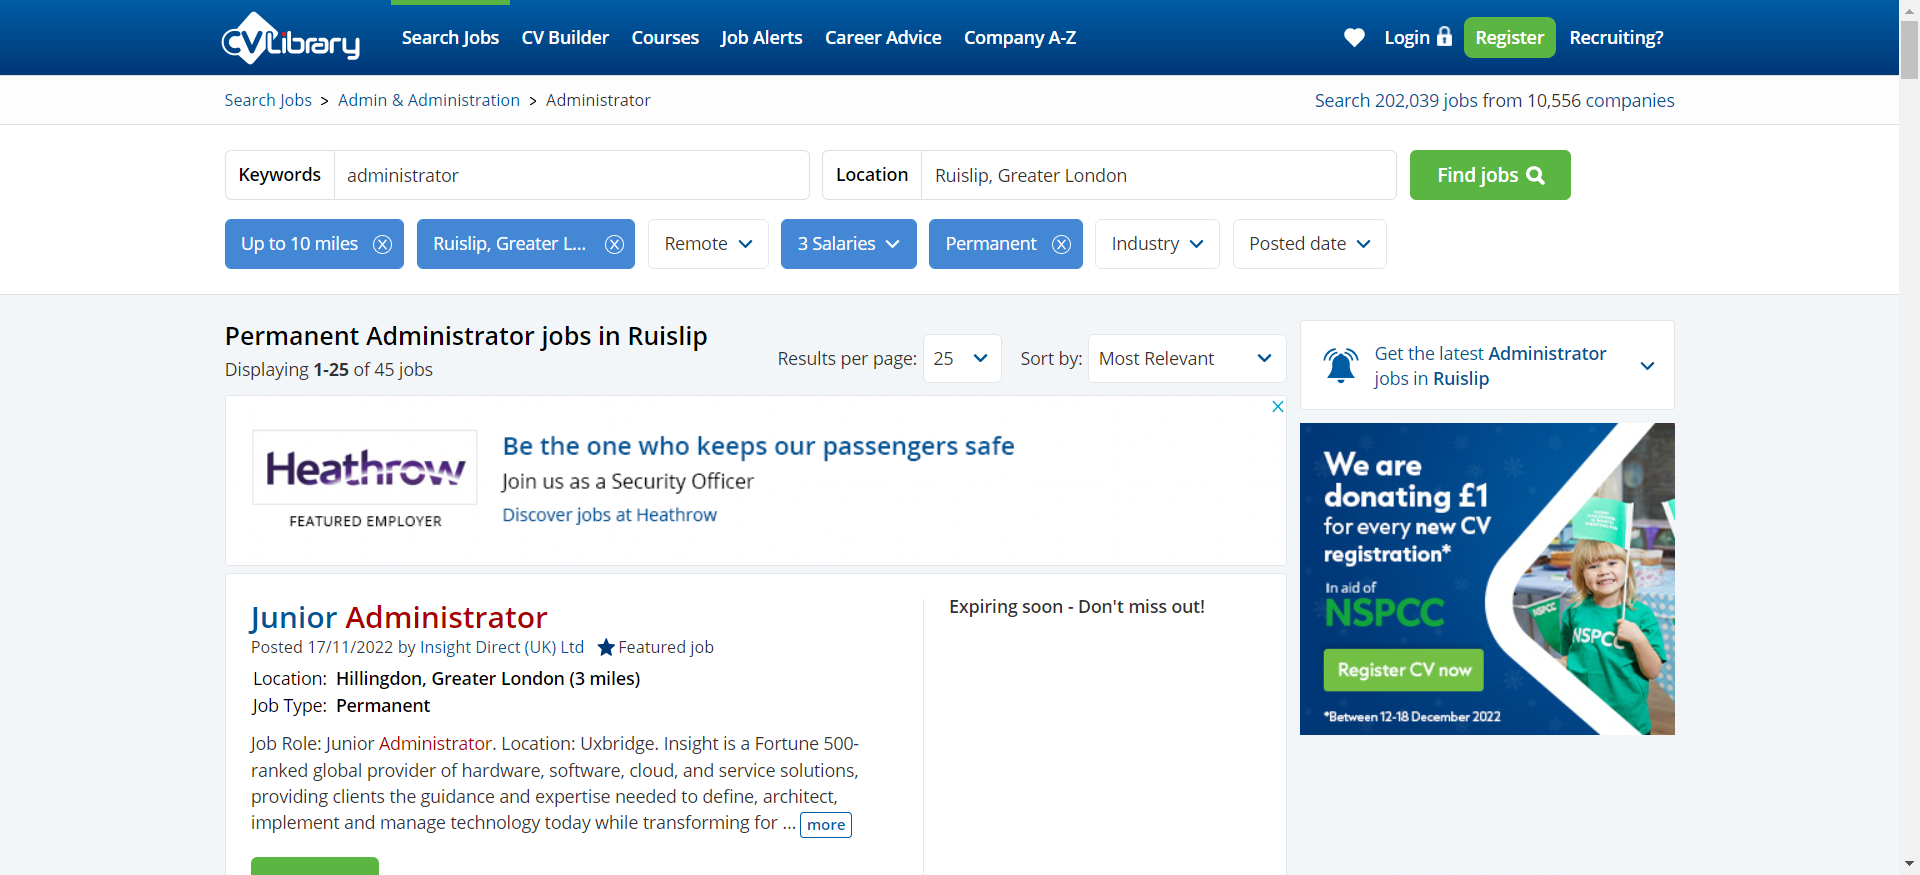 CVLibrary
Search Jobs
CV Builder
Courses
Job Alerts
Career Advice
Company A-Z
Login
Register
Recruiting?
Search Jobs > Admin & Administration > Administrator
Search 202,039 jobs from 10,556 companies
Keywords
administrator
Location
Ruislip, Greater London
Find jobs
Up to 10 miles
Ruislip, Greater L...
Remote
3 Salaries
Permanent
Industry
Posted date
Permanent Administrator jobs in Ruislip
Displaying 1-25 of 45 jobs
Results per page:
25
Sort by:
Most Relevant
Get the latest Administrator
jobs in Ruislip
Heathrow
FEATURED EMPLOYER
Be the one who keeps our passengers safe
Join us as a Security Officer
Discover jobs at Heathrow
We are
donating £1
for every new CV
registration*
In aid of
NSPCC
Register CV now
*Between 12-18 December 2022
NSPCC
NSPCC
Junior Administrator
Posted 17/11/2022 by Insight Direct (UK) Ltd
Featured job
Location: Hillingdon, Greater London (3 miles)
Job Type: Permanent
Job Role: Junior Administrator. Location: Uxbridge. Insight is a Fortune 500-
ranked global provider of hardware, software, cloud, and service solutions,
providing clients the guidance and expertise needed to define, architect,
implement and manage technology today while transforming for ... more
Expiring soon - Don't miss out!